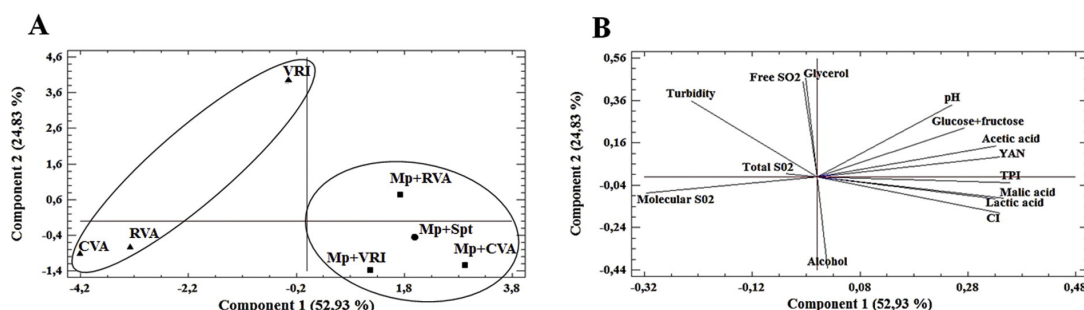 A
Component 2 (24,83 %)
4,6
3,6
2,6
1,6
0,6
-0,4
-1,4
VRI
CVA
RVA
Mp+RVA
Mp+Spt
Mp+VRI
Mp+CVA
-4,2
-2,2
-0,2
1,8
3,8
Component 1 (52,93 %)
B
Component 2 (24,83 %)
0,56
0,36
0,16
-0,04
-0,24
-0,44
Free SO2
Glycerol
Turbidity
pH
Glucose+fructose
Acetic acid
YAN
Total S02
TPI
Molecular S02
Malic acid
Lactic acid
CI
Alcohol
-0,32
-0,12
0,08
0,28
0,48
Component 1 (52,93 %)